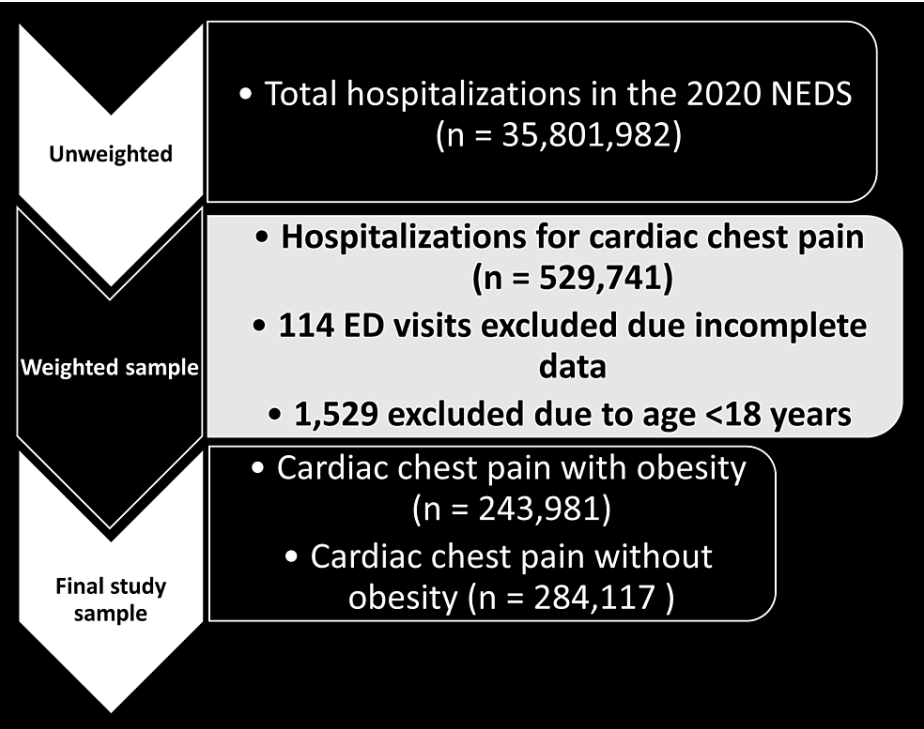 Unweighted
• Total hospitalizations in the 2020 NEDS
(n = 35,801,982)
Weighted sample
• Hospitalizations for cardiac chest pain
(n = 529,741)
• 114 ED visits excluded due incomplete
data
• 1,529 excluded due to age <18 years
Final study
sample
• Cardiac chest pain with obesity
(n = 243,981)
• Cardiac chest pain without
obesity (n = 284,117 )